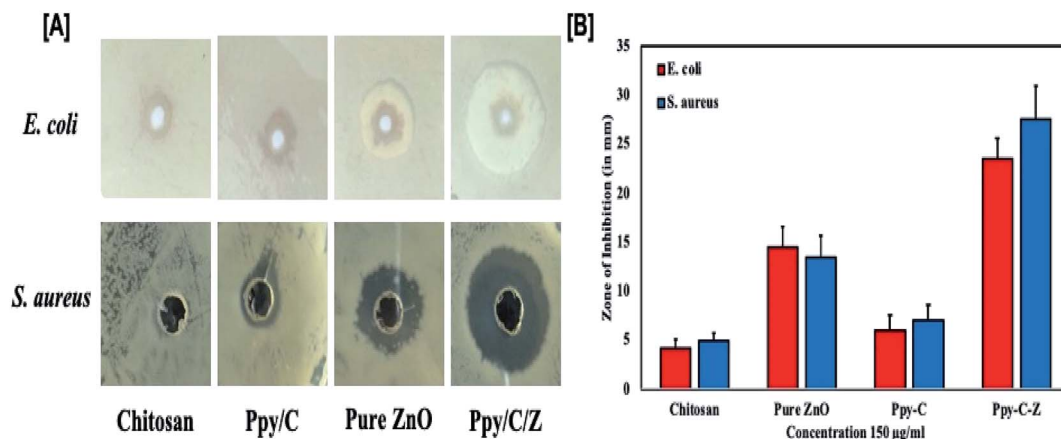 [A]
E. coli
S. aureus
Chitosan Ppy/C Pure ZnO Ppy/C/Z
[B]
Zone of Inhibition (in mm)
35
30
25
20
15
10
5
0
E. coli
S. aureus
Chitosan Pure ZnO Ppy-C Ppy-C-Z
Concentration 150 µg/ml